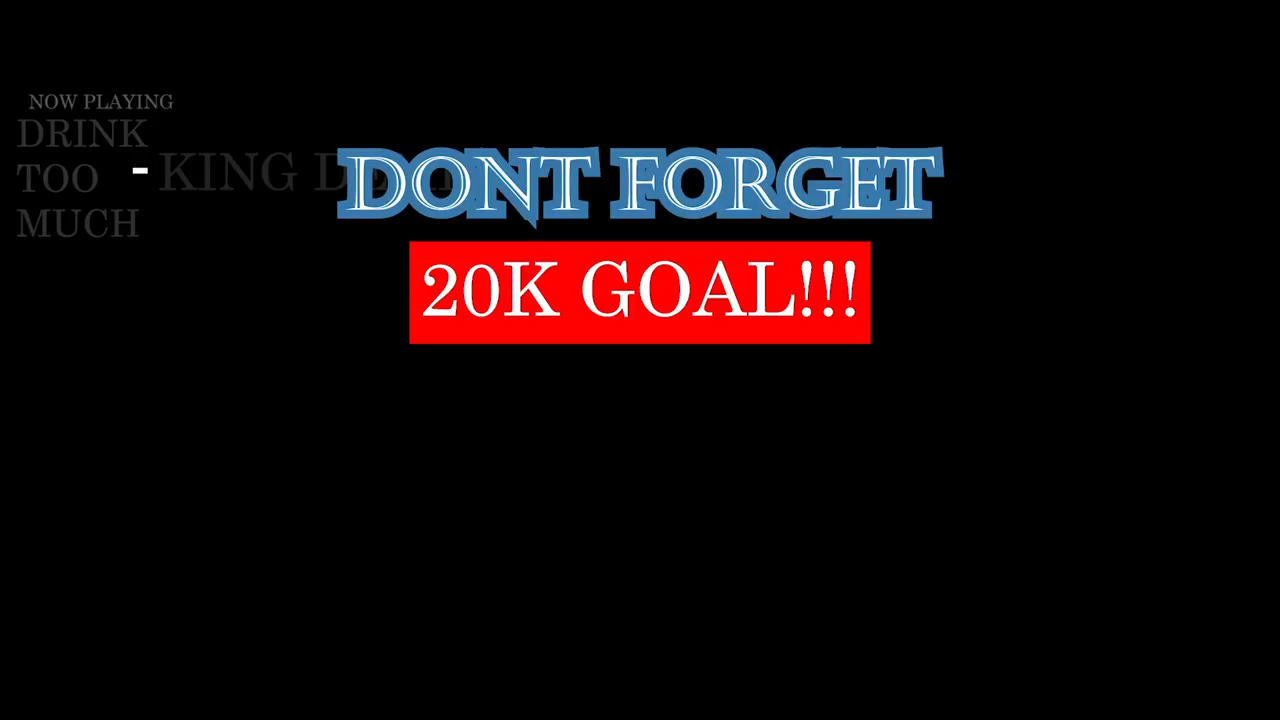 NOW PLAYING
DRINK
TOO
MUCH
- KING
DONT FORGET
20K GOAL!!!